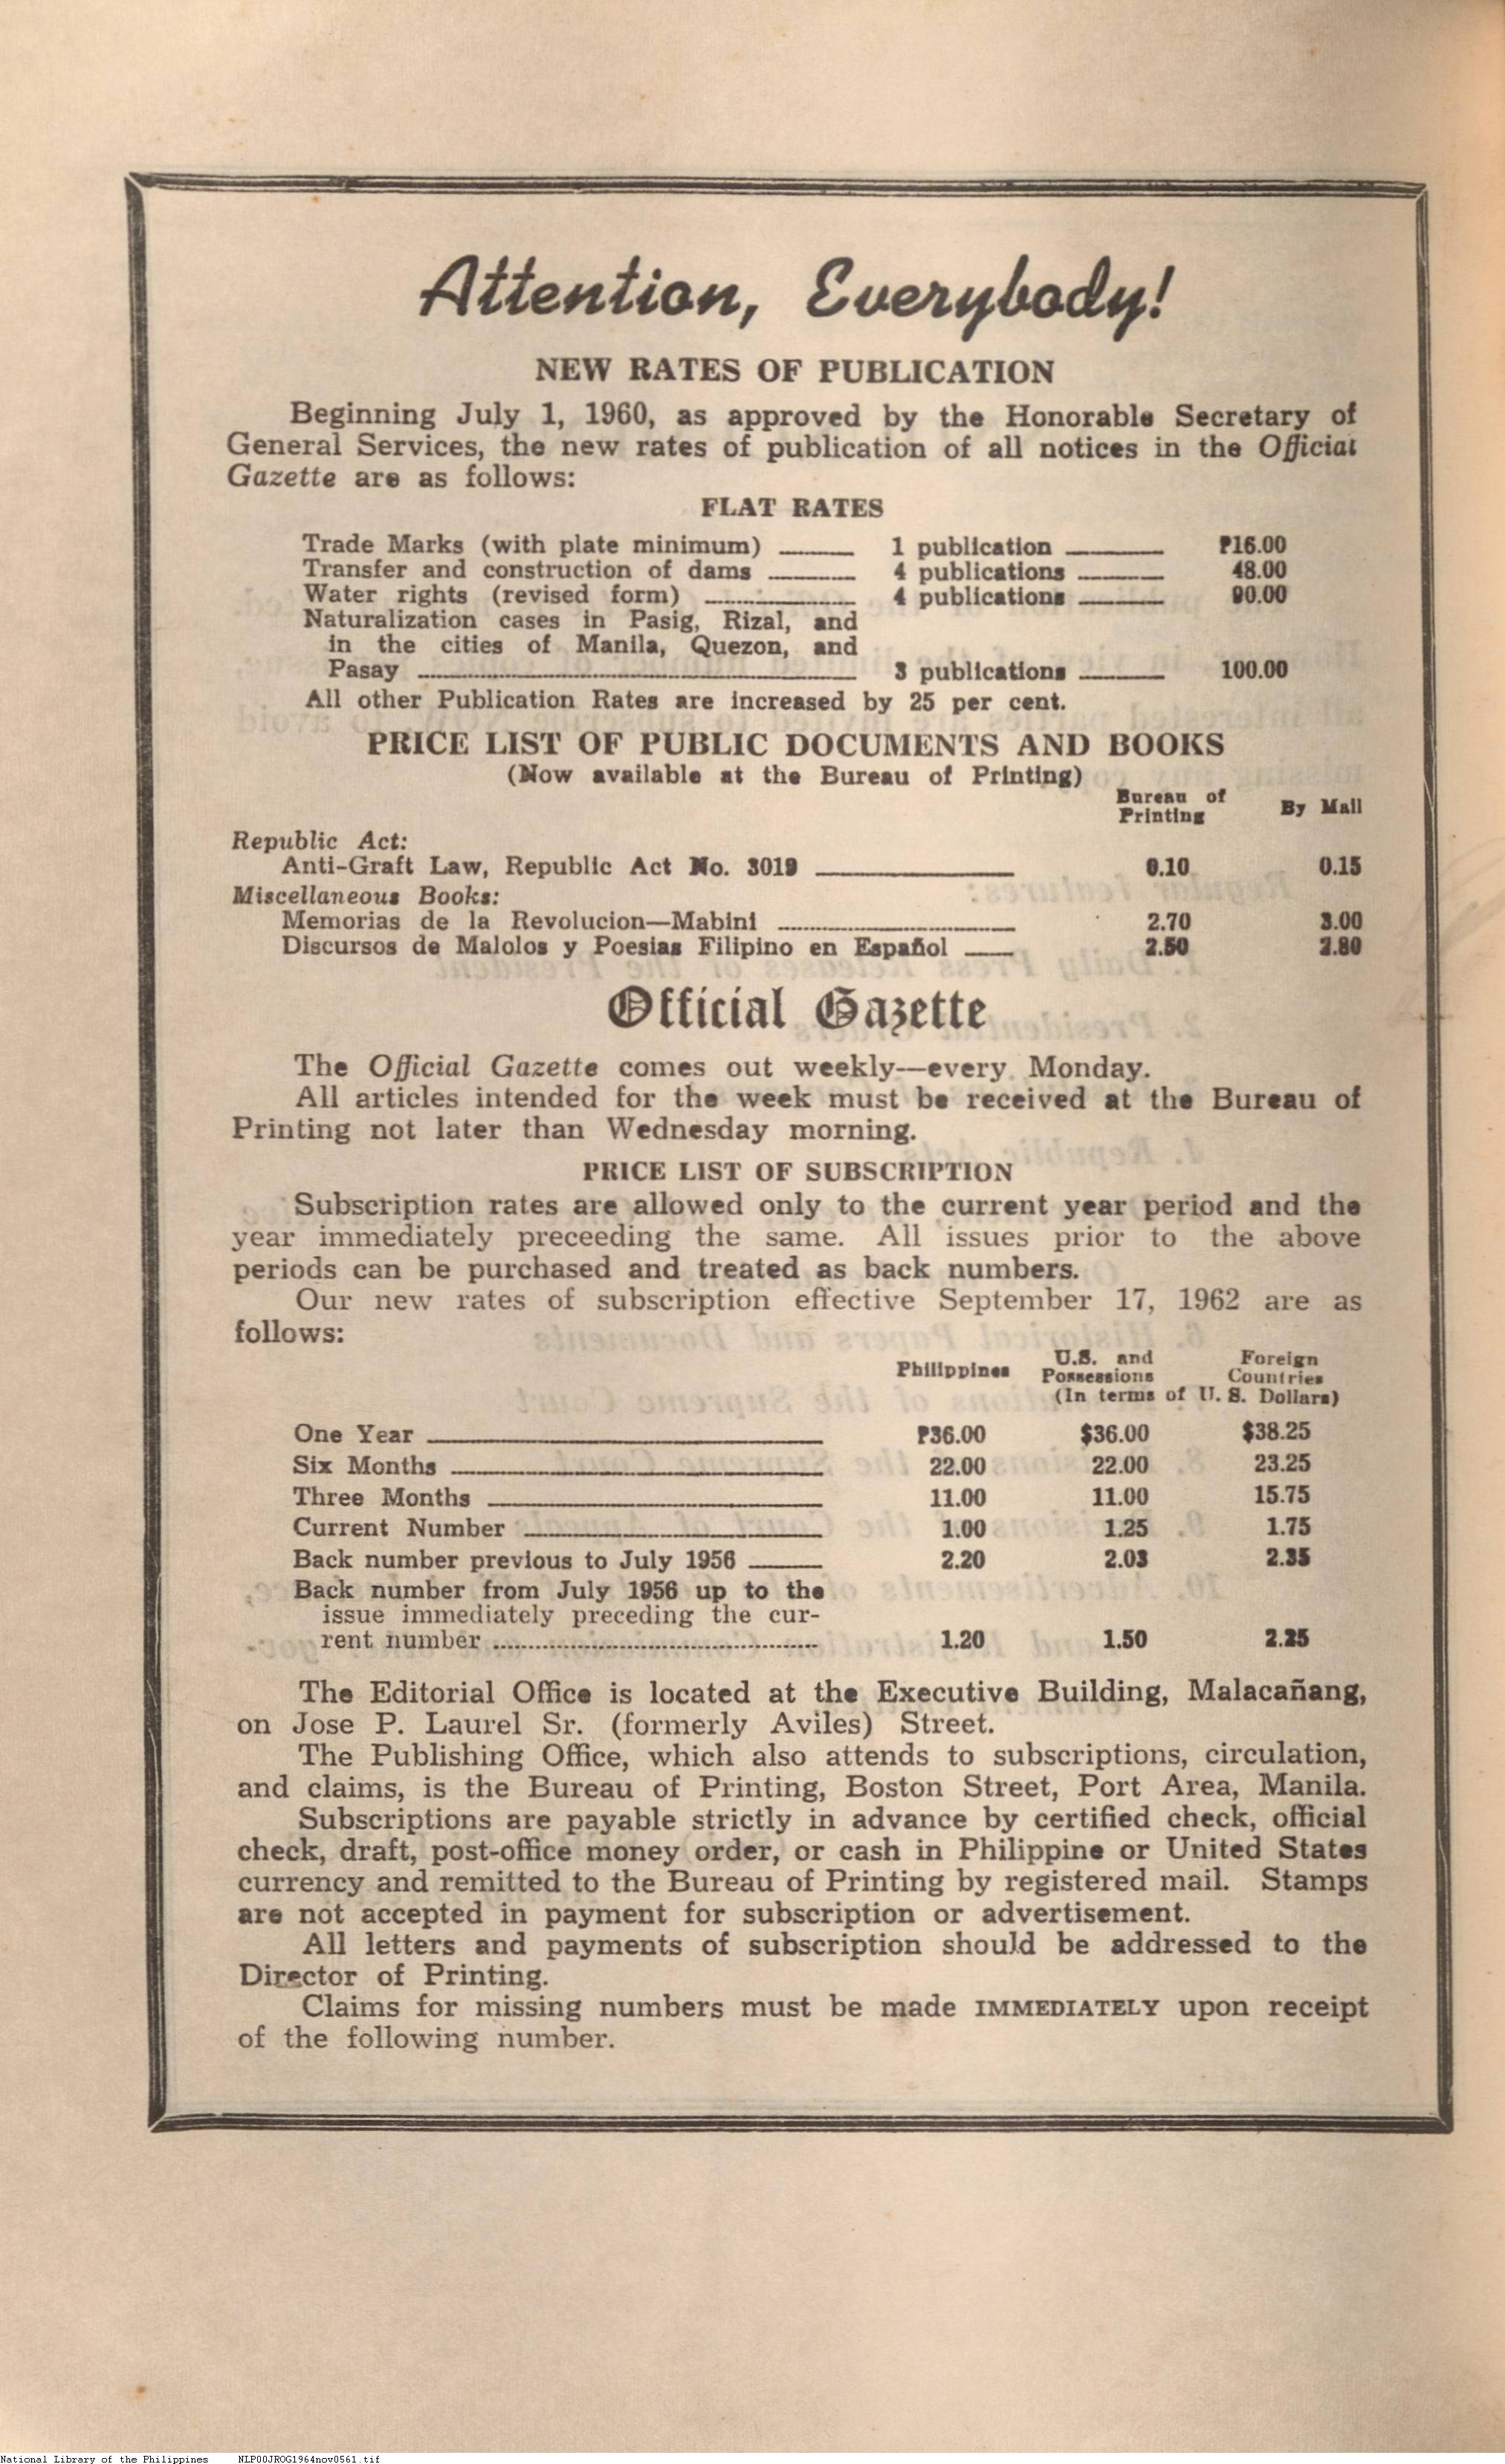 Attention, Everybody!
NEW RATES OF PUBLICATION
Beginning July 1, 1960, as approved by the Honorable Secretary of
General Services, the new rates of publication of all notices in the Official
Gazette are as follows:
FLAT RATES
Trade Marks (with plate minimum) 1 publication ₱16.00
Transfer and construction of dams 4 publications 48.00
Water rights (revised form) 4 publications 90.00
Naturalization cases in Pasig, Rizal, and
in the cities of Manila, Quezon, and
Pasay 3 publications 100.00
All other Publication Rates are increased by 25 per cent.
PRICE LIST OF PUBLIC DOCUMENTS AND BOOKS
(Now available at the Bureau of Printing)
Bureau of
Printing By Mail
Republic Act:
Anti-Graft Law, Republic Act No. 3019 0.10 0.15
Miscellaneous Books:
Memorias de la Revolucion—Mabini 2.70 3.00
Discursos de Malolos y Poesias Filipino en Español 2.50 2.80
Official Gazette
The Official Gazette comes out weekly—every Monday.
All articles intended for the week must be received at the Bureau of
Printing not later than Wednesday morning.
PRICE LIST OF SUBSCRIPTION
Subscription rates are allowed only to the current year period and the
year immediately preceeding the same. All issues prior to the above
periods can be purchased and treated as back numbers.
Our new rates of subscription effective September 17, 1962 are as
follows:
Philippines U.S. and Possessions Foreign Countries
(In terms of U. S. Dollars)
One Year ₱36.00 $36.00 $38.25
Six Months 22.00 22.00 23.25
Three Months 11.00 11.00 15.75
Current Number 1.00 1.25 1.75
Back number previous to July 1956 2.20 2.03 2.35
Back number from July 1956 up to the
issue immediately preceding the cur-
rent number 1.20 1.50 2.25
The Editorial Office is located at the Executive Building, Malacañang,
on Jose P. Laurel Sr. (formerly Aviles) Street.
The Publishing Office, which also attends to subscriptions, circulation,
and claims, is the Bureau of Printing, Boston Street, Port Area, Manila.
Subscriptions are payable strictly in advance by certified check, official
check, draft, post-office money order, or cash in Philippine or United States
currency and remitted to the Bureau of Printing by registered mail. Stamps
are not accepted in payment for subscription or advertisement.
All letters and payments of subscription should be addressed to the
Director of Printing.
Claims for missing numbers must be made IMMEDIATELY upon receipt
of the following number.
National Library of the Philippines NLP00JROG1964nov0561.tif